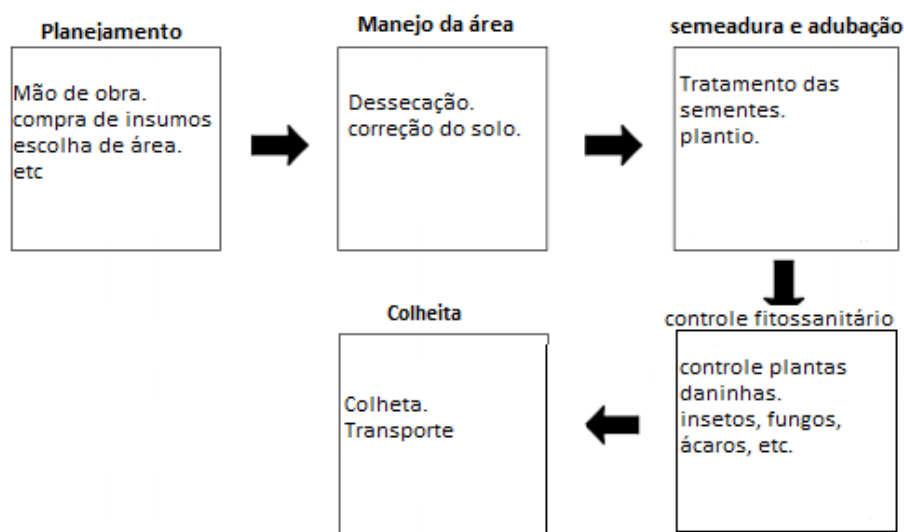 Planejamento
Mão de obra.
compra de insumos
escolha de área.
etc
Manejo da área
Dessecação.
correção do solo.
semeadura e adubação
Tratamento das
sementes.
plantio.
controle fitossanitário
controle plantas
daninhas.
insetos, fungos,
ácaros, etc.
Colheita
Colheta.
Transporte